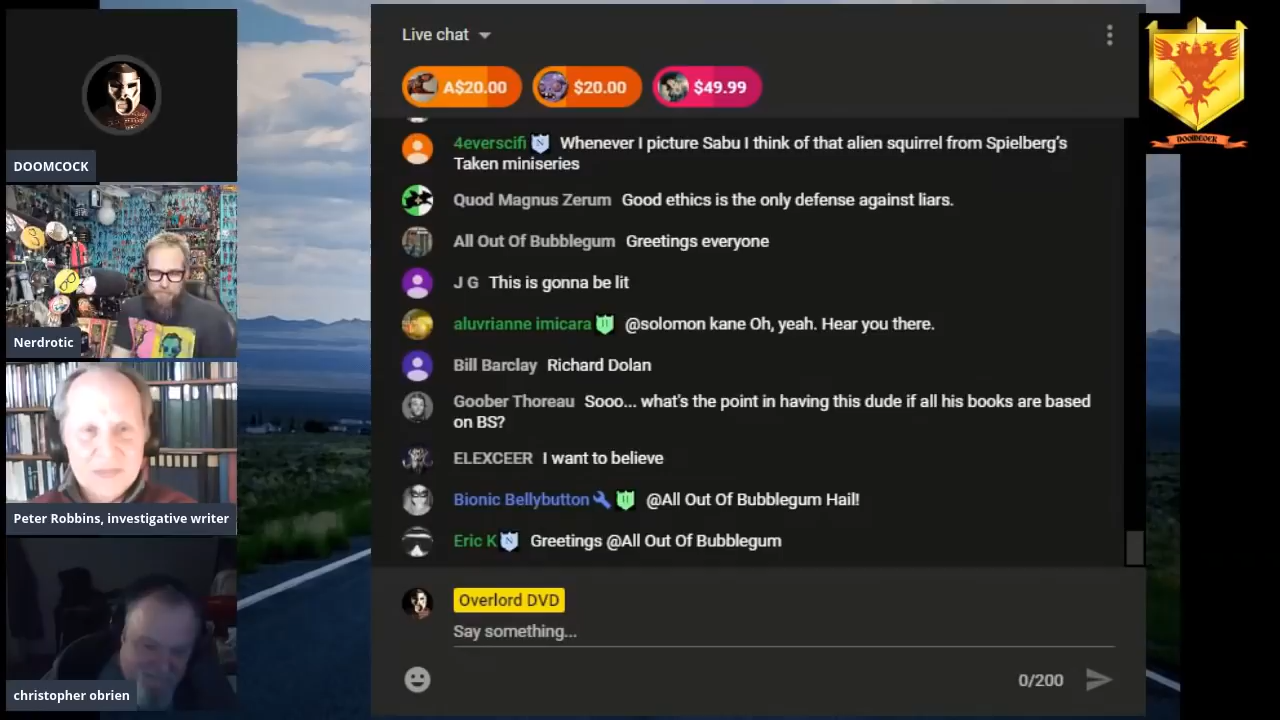 DOOMCOCK
Nerdrotic
Peter Robbins, investigative writer
christopher obrien
Live chat
A$20.00 $20.00 $49.99
4everscifi Whenever I picture Sabu I think of that alien squirrel from Spielberg's
Taken miniseries
Quod Magnus Zerum Good ethics is the only defense against liars.
All Out Of Bubblegum Greetings everyone
J G This is gonna be lit
aluvrianne imicara @solomon kane Oh, yeah. Hear you there.
Bill Barclay Richard Dolan
Goober Thoreau Sooo... what's the point in having this dude if all his books are based
on BS?
ELEXCEER I want to believe
Bionic Bellybutton @All Out Of Bubblegum Hail!
Eric K Greetings @All Out Of Bubblegum
Overlord DVD
Say something...
0/200
DOOMCOCK